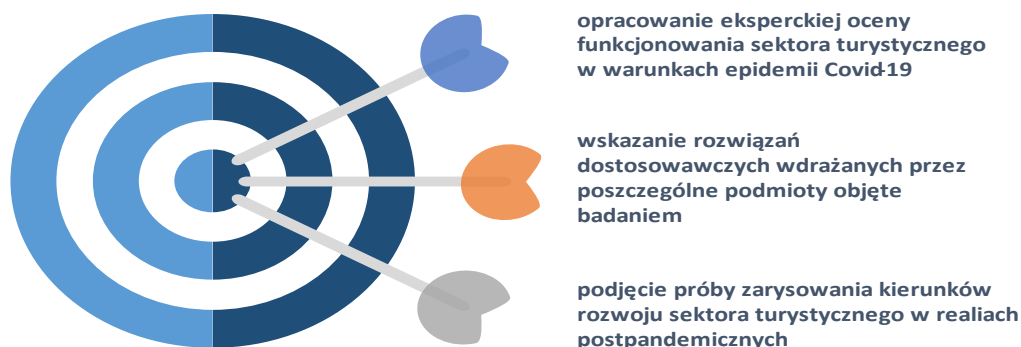 opracowanie eksperckiej oceny
funkcjonowania sektora turystycznego
w warunkach epidemii Covid-19
wskazanie rozwiązań
dostosowawczych wdrażanych przez
poszczególne podmioty objęte
badaniem
podjęcie próby zarysowania kierunków
rozwoju sektora turystycznego w realiach
postpandemicznych